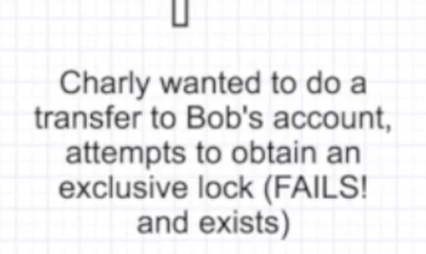 Charly wanted to do a
transfer to Bob's account,
attempts to obtain an
exclusive lock (FAILS!
and exists)